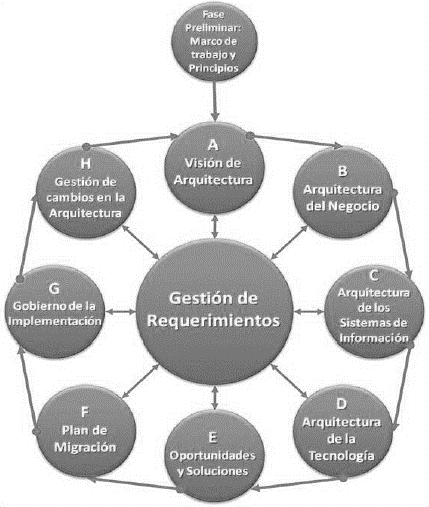 Fase
Preliminar:
Marco de
trabajo y
Principios
A
Visión de
Arquitectura
B
Arquitectura
del Negocio
C
Arquitectura
de los
Sistemas de
Información
D
Arquitectura
de la
Tecnología
E
Oportunidades
y Soluciones
F
Plan de
Migración
G
Gobierno de la
Implementación
H
Gestión de
cambios en la
Arquitectura
Gestión de
Requerimientos